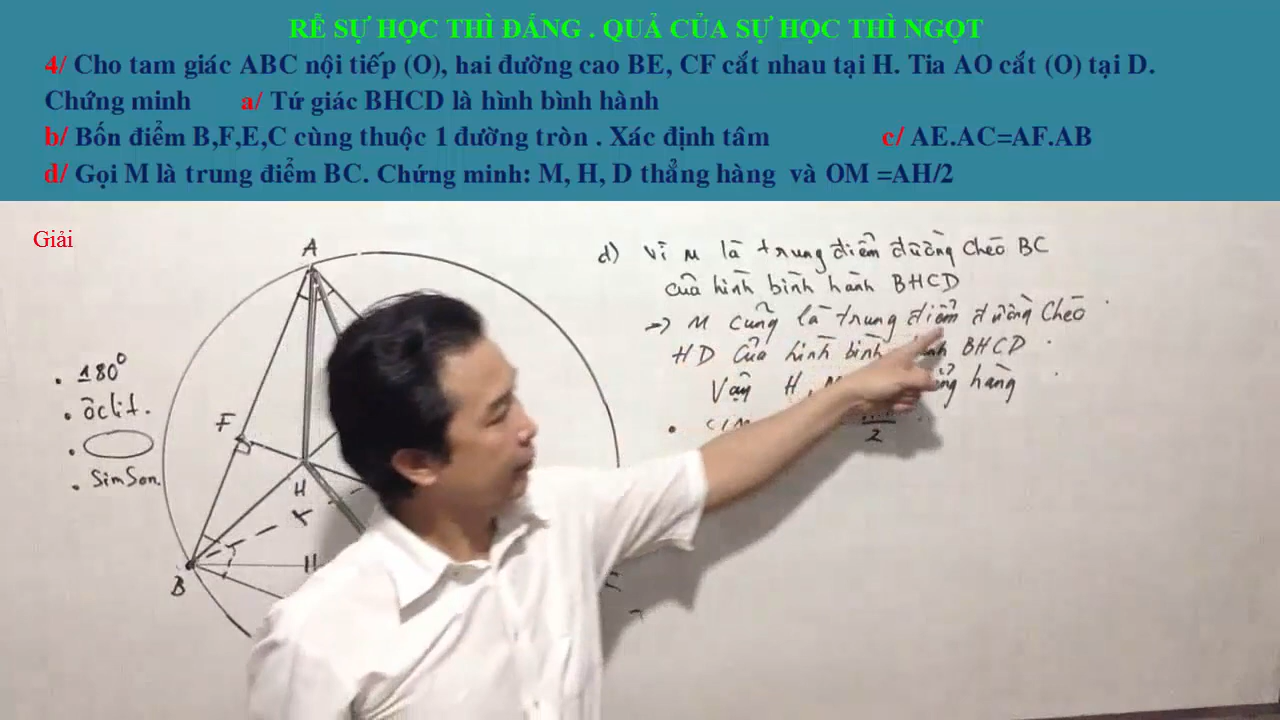 RỄ SỰ HỌC THÌ ĐẮNG . QUẢ CỦA SỰ HỌC THÌ NGỌT
4/ Cho tam giác ABC nội tiếp (O), hai đường cao BE, CF cắt nhau tại H. Tia AO cắt (O) tại D.
Chứng minh a/ Tứ giác BHCD là hình bình hành
b/ Bốn điểm B,F,E,C cùng thuộc 1 đường tròn . Xác định tâm c/ AE.AC=AF.AB
d/ Gọi M là trung điểm BC. Chứng minh: M, H, D thẳng hàng và OM =AH/2
Giải
d) Vì M là trung điểm đường chéo BC
của hình bình hành BHCD
=> M cũng là trung điểm đường chéo
HD của hình bình hành BHCD
Vậy H, hàng
2
• 180°
• Ơclit.
• SimSon.
A
F
H
B